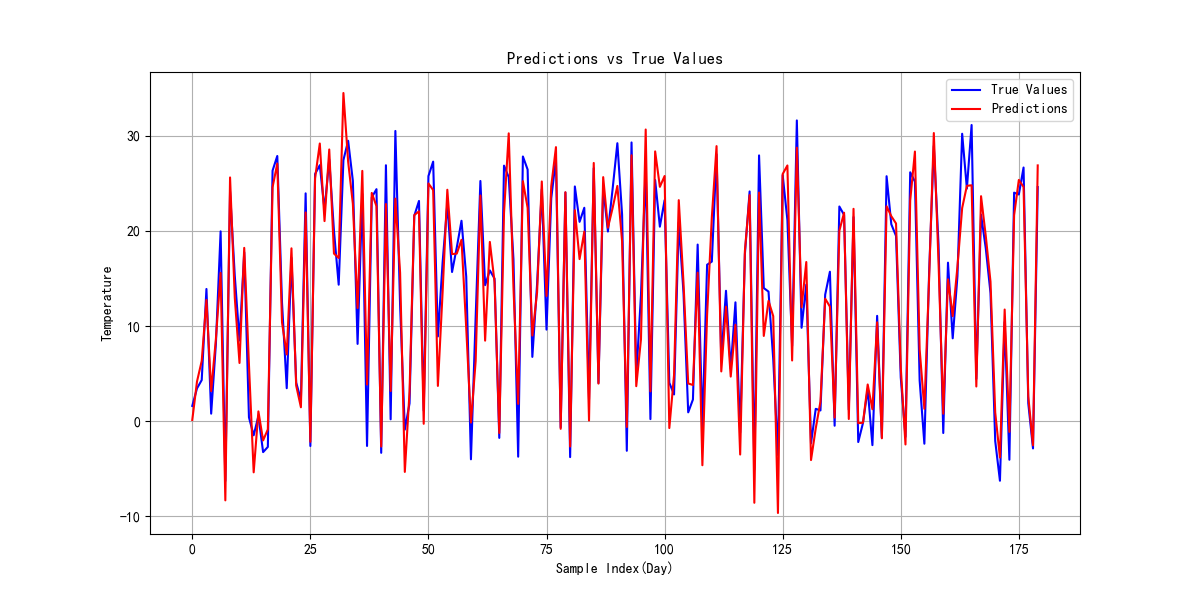 Predictions vs True Values
True Values
Predictions
Temperature
30
20
10
0
−10
0 25 50 75 100 125 150 175
Sample Index(Day)